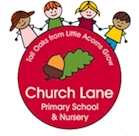 Tall Oaks from Little Acorns Grow
Church Lane
Primary School
& Nursery